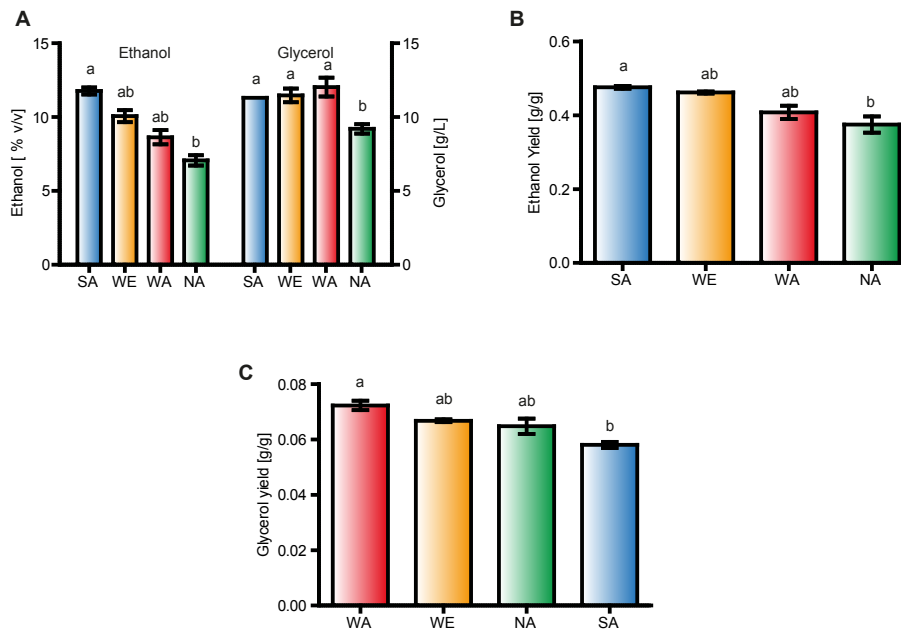 A
Ethanol [ % v/v]
15
10
5
0
Ethanol
Glycerol
a
ab
ab
b
a
a
a
b
SA
WE
WA
NA
SA
WE
WA
NA
15
10
5
0
Glycerol [g/L]
B
Ethanol Yield [g/g]
0.6
0.4
0.2
0.0
a
ab
ab
b
SA
WE
WA
NA
C
Glycerol yield [g/g]
0.08
0.06
0.04
0.02
0.00
a
ab
ab
b
WA
WE
NA
SA